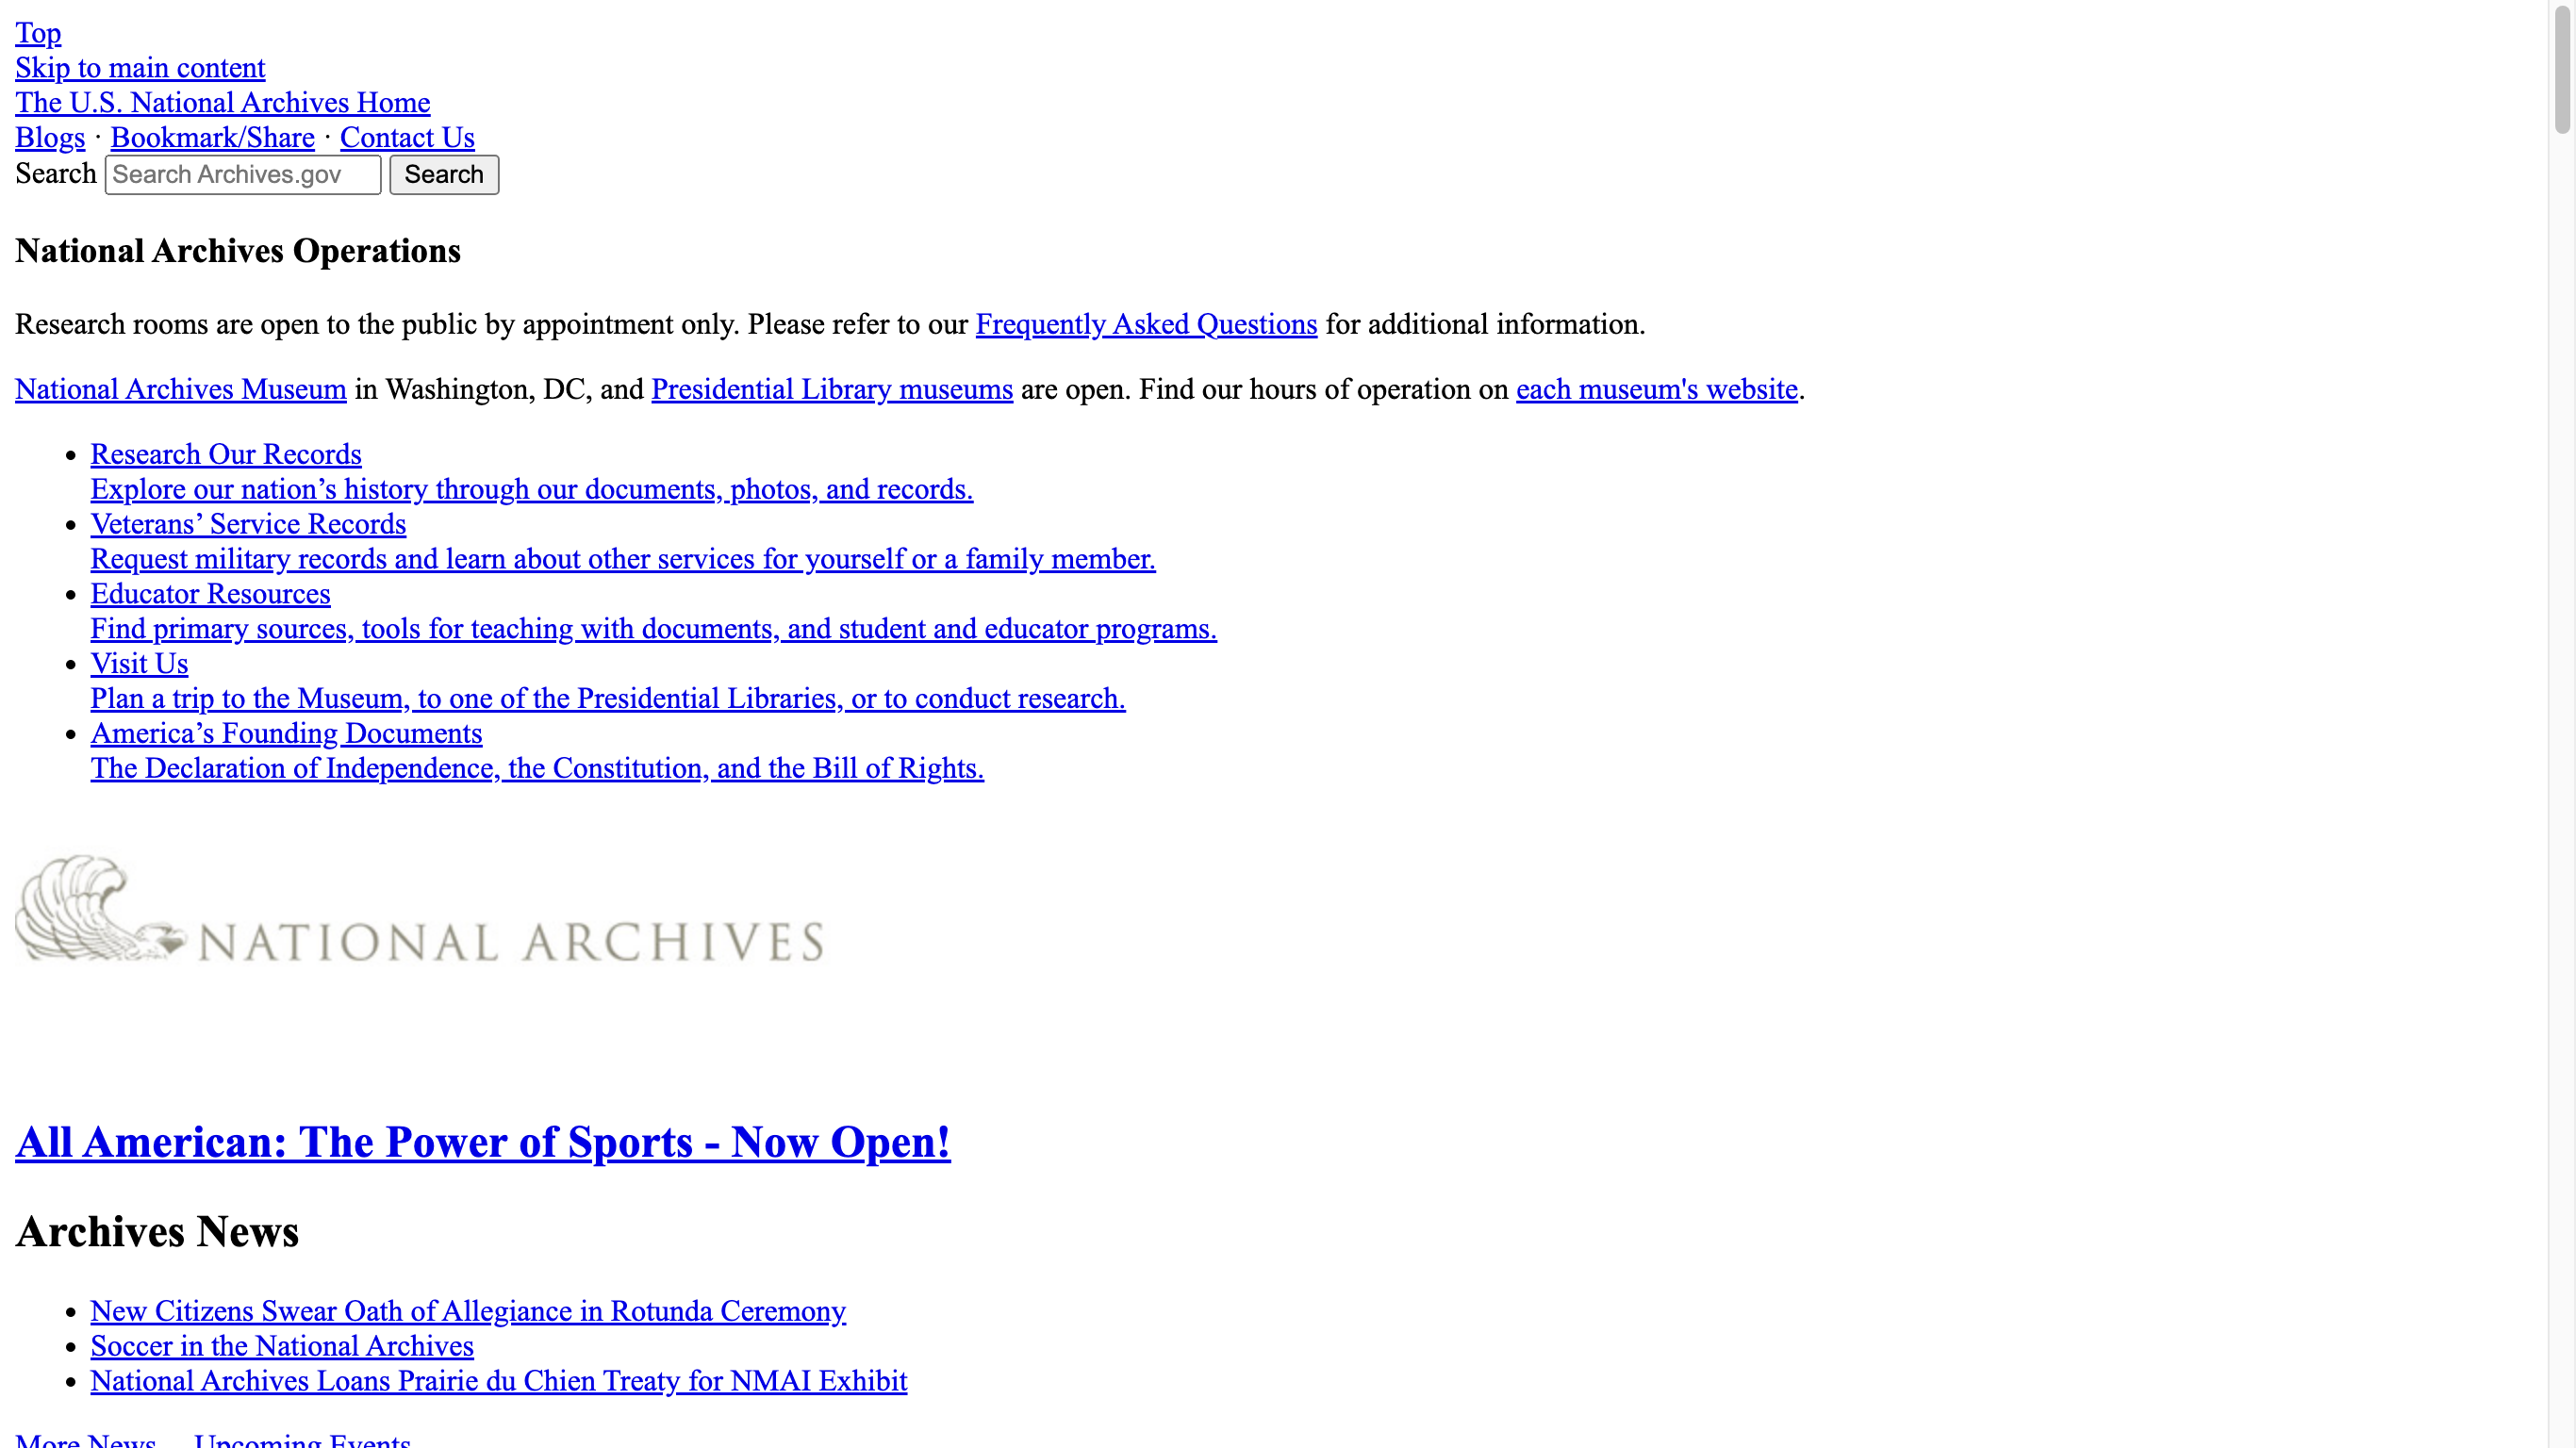 Top
Skip to main content
The U.S. National Archives Home
Blogs · Bookmark/Share · Contact Us
Search Search Archives.gov Search
National Archives Operations
Research rooms are open to the public by appointment only. Please refer to our Frequently Asked Questions for additional information.
National Archives Museum in Washington, DC, and Presidential Library museums are open. Find our hours of operation on each museum's website.
Research Our Records
Explore our nation’s history through our documents, photos, and records.
Veterans’ Service Records
Request military records and learn about other services for yourself or a family member.
Educator Resources
Find primary sources, tools for teaching with documents, and student and educator programs.
Visit Us
Plan a trip to the Museum, to one of the Presidential Libraries, or to conduct research.
America’s Founding Documents
The Declaration of Independence, the Constitution, and the Bill of Rights.
NATIONAL ARCHIVES
All American: The Power of Sports - Now Open!
Archives News
New Citizens Swear Oath of Allegiance in Rotunda Ceremony
Soccer in the National Archives
National Archives Loans Prairie du Chien Treaty for NMAI Exhibit
More News Upcoming Events